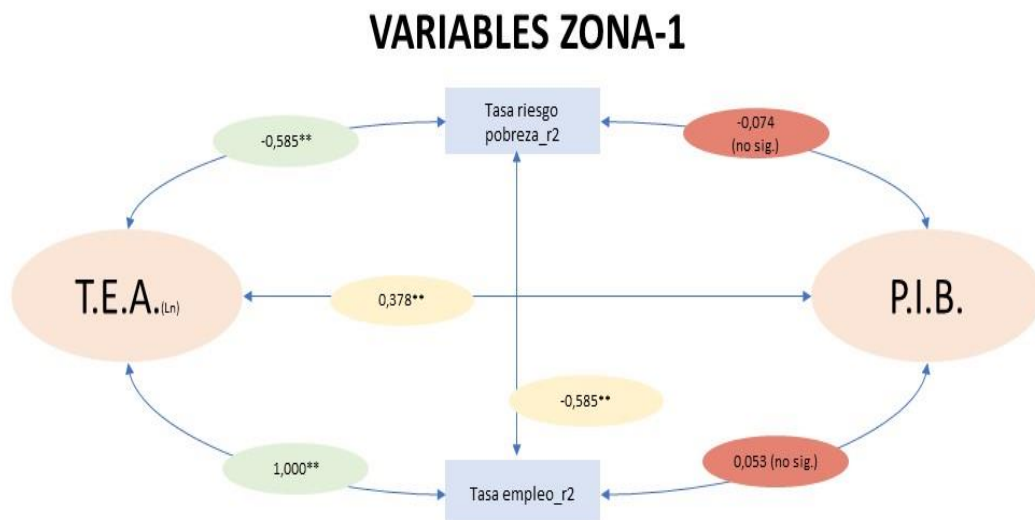 VARIABLES ZONA-1
Tasa riesgo
pobreza_r2
-0,585**
-0,074
(no sig.)
T.E.A.(Ln)
0,378**
P.I.B.
-0,585**
1,000**
Tasa empleo_r2
0,053 (no sig.)